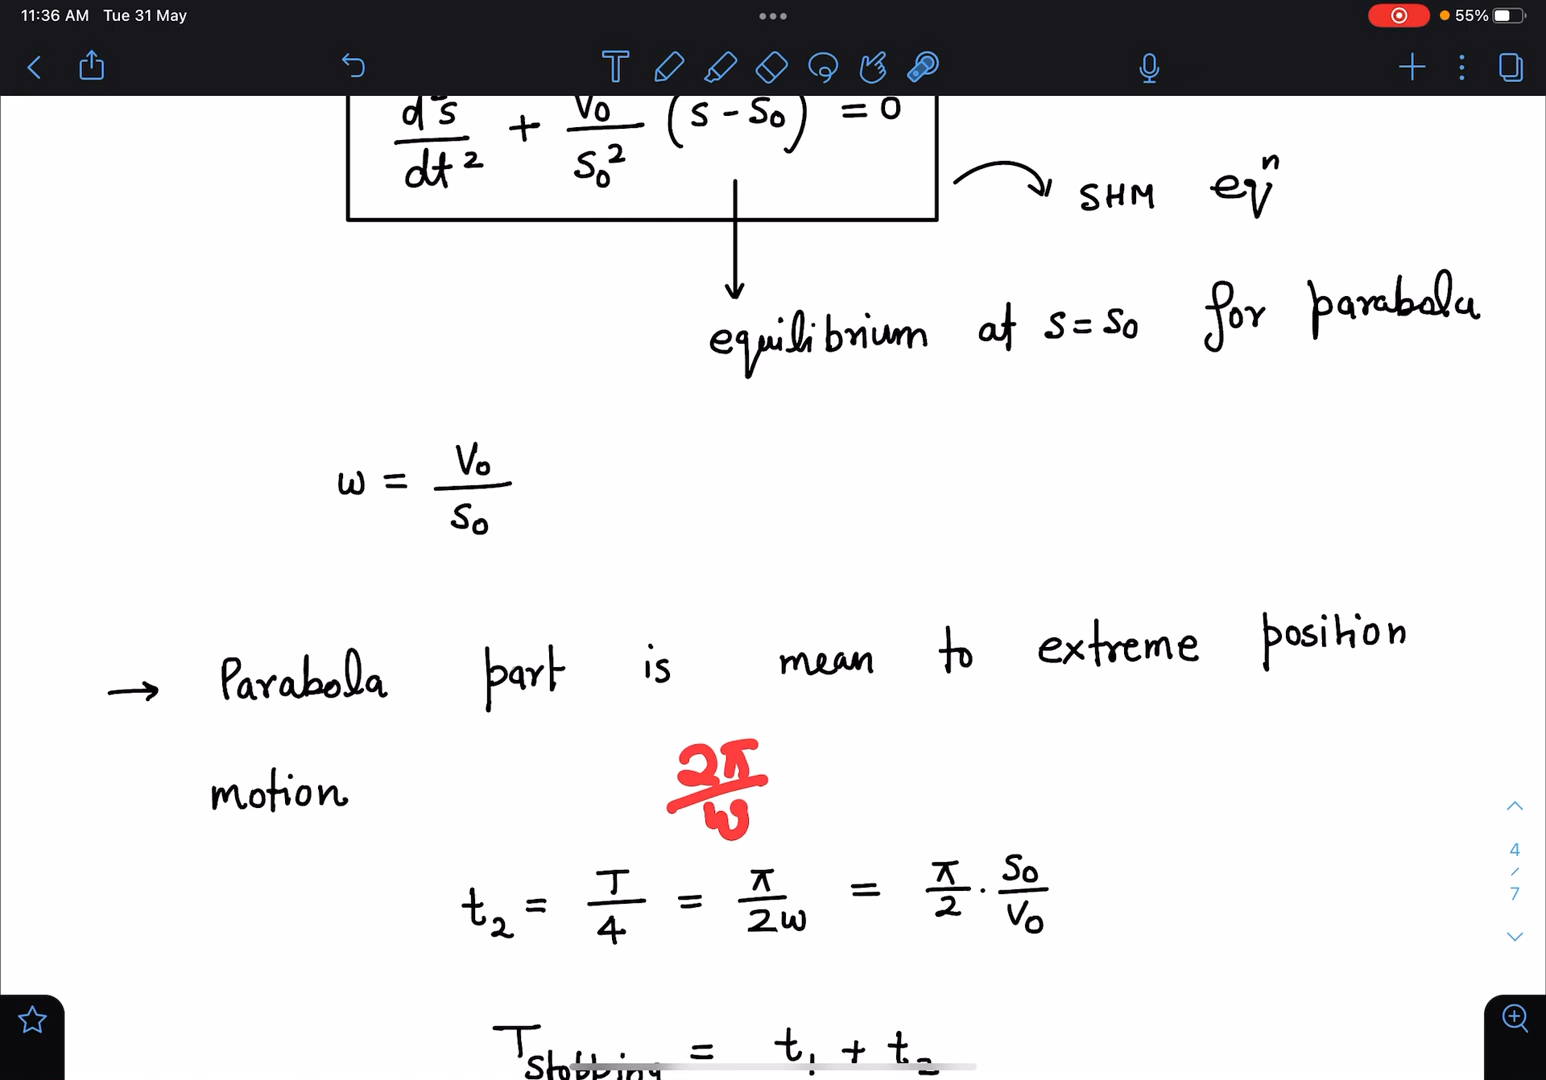 11:36 AM Tue 31 May
55%
d²s/dt² + V₀/S₀² (s - S₀) = 0
SHM eqⁿ
equilibrium at s = s₀ for parabola
ω = V₀/S₀
→ Parabola part is mean to extreme position
motion
2π/ω
t₂ = T/4 = π/2ω = π/2 · S₀/V₀
4/7
T stopping = t₁ + t₂